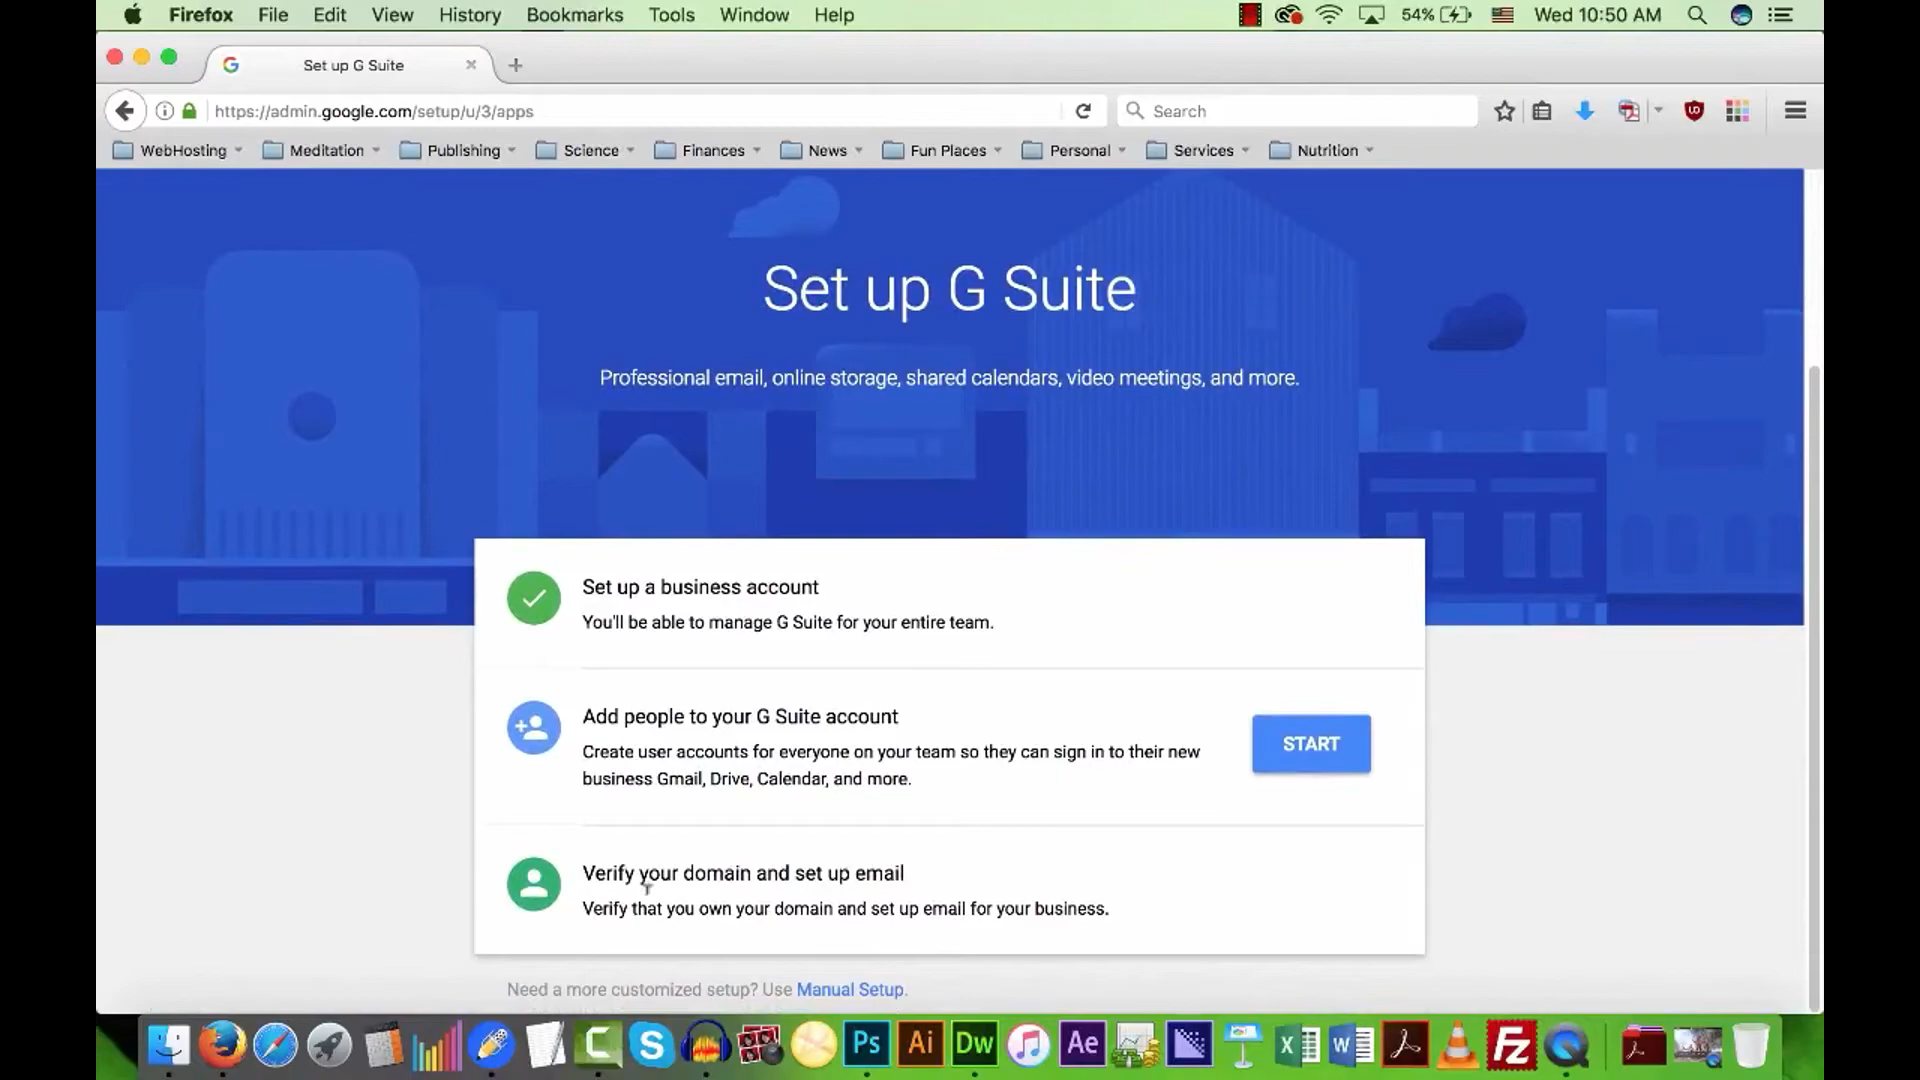 Firefox File Edit View History Bookmarks Tools Window Help 54% Wed 10:50 AM
Set up G Suite
https://admin.google.com/setup/u/3/apps
Search
WebHosting Meditation Publishing Science Finances News Fun Places Personal Services Nutrition
Set up G Suite
Professional email, online storage, shared calendars, video meetings, and more.
Set up a business account
You'll be able to manage G Suite for your entire team.
Add people to your G Suite account
Create user accounts for everyone on your team so they can sign in to their new
business Gmail, Drive, Calendar, and more.
START
Verify your domain and set up email
Verify that you own your domain and set up email for your business.
Need a more customized setup? Use Manual Setup.
Ps Ai Dw Ae